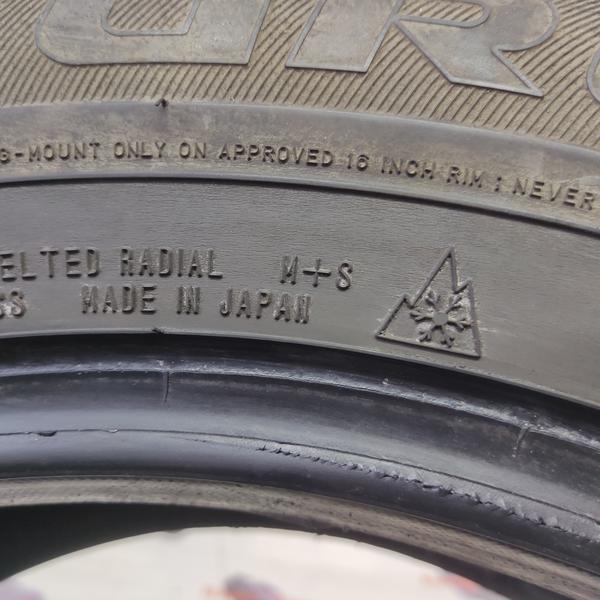 G-MOUNT ONLY ON APPROVED 16 INCH RIM : NEVER
ELTED RADIAL M+S
MADE IN JAPAN